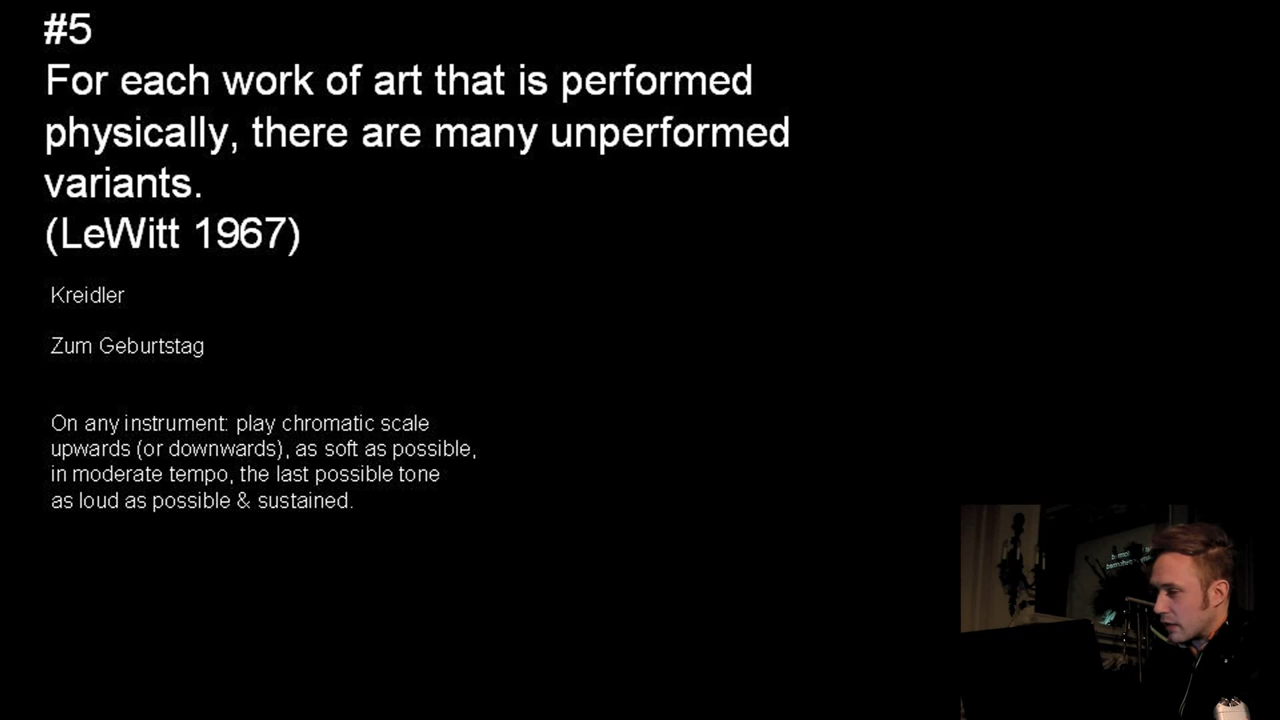 #5
For each work of art that is performed
physically, there are many unperformed
variants.
(LeWitt 1967)
Kreidler
Zum Geburtstag
On any instrument: play chromatic scale
upwards (or downwards), as soft as possible,
in moderate tempo, the last possible tone
as loud as possible & sustained.